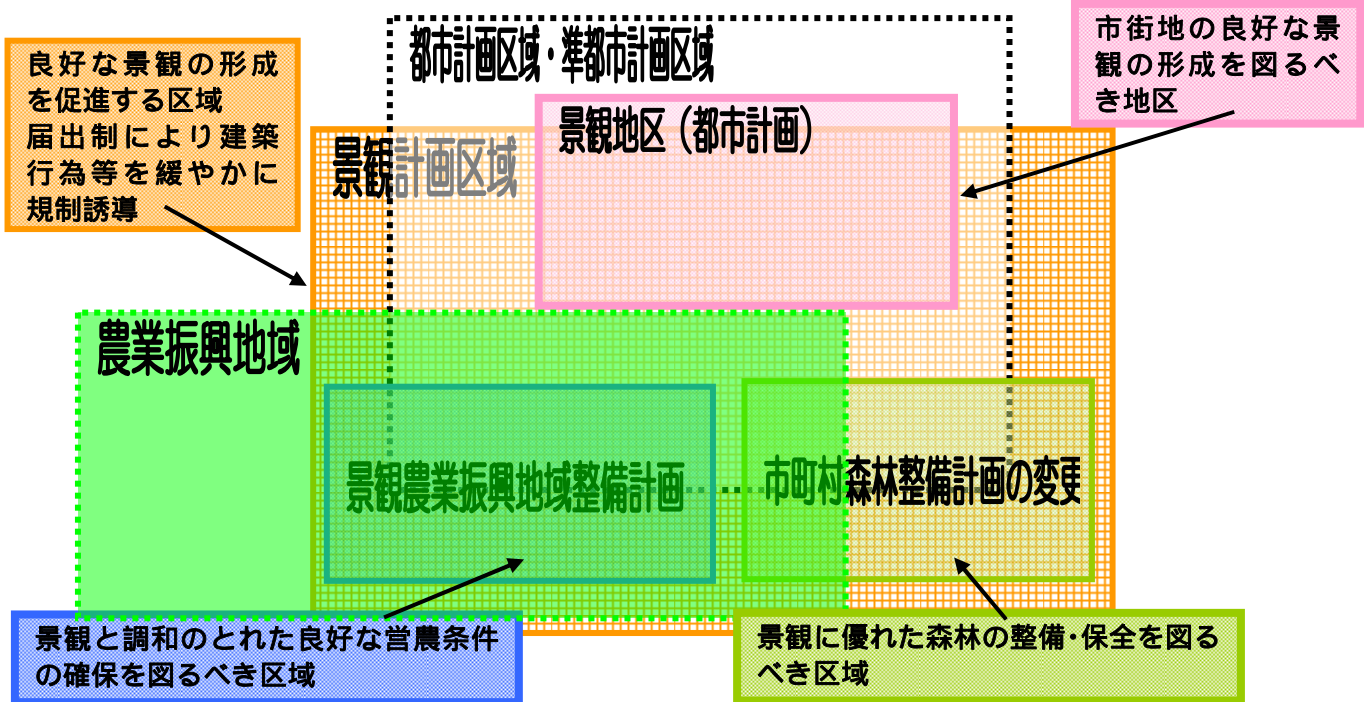 都市計画区域・準都市計画区域
市街地の良好な景
観の形成を図るべ
き地区
良好な景観の形成
を促進する区域
届出制により建築
行為等を緩やかに
規制誘導
景観地区（都市計画）
景観計画区域
農業振興地域
景観農業振興地域整備計画
市町村森林整備計画の変更
景観と調和のとれた良好な営農条件
の確保を図るべき区域
景観に優れた森林の整備･保全を図る
べき区域